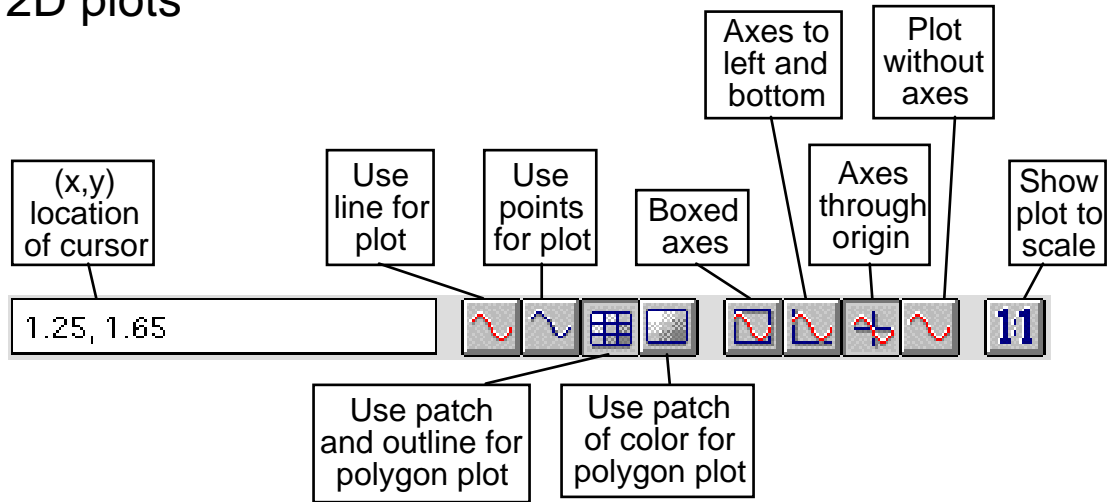 2D plots
Axes to
left and
bottom
Plot
without
axes
(x,y)
location
of cursor
Use
line for
plot
Use
points
for plot
Boxed
axes
Axes
through
origin
Show
plot to
scale
1.25, 1.65
1:1
Use patch
and outline for
polygon plot
Use patch
of color for
polygon plot